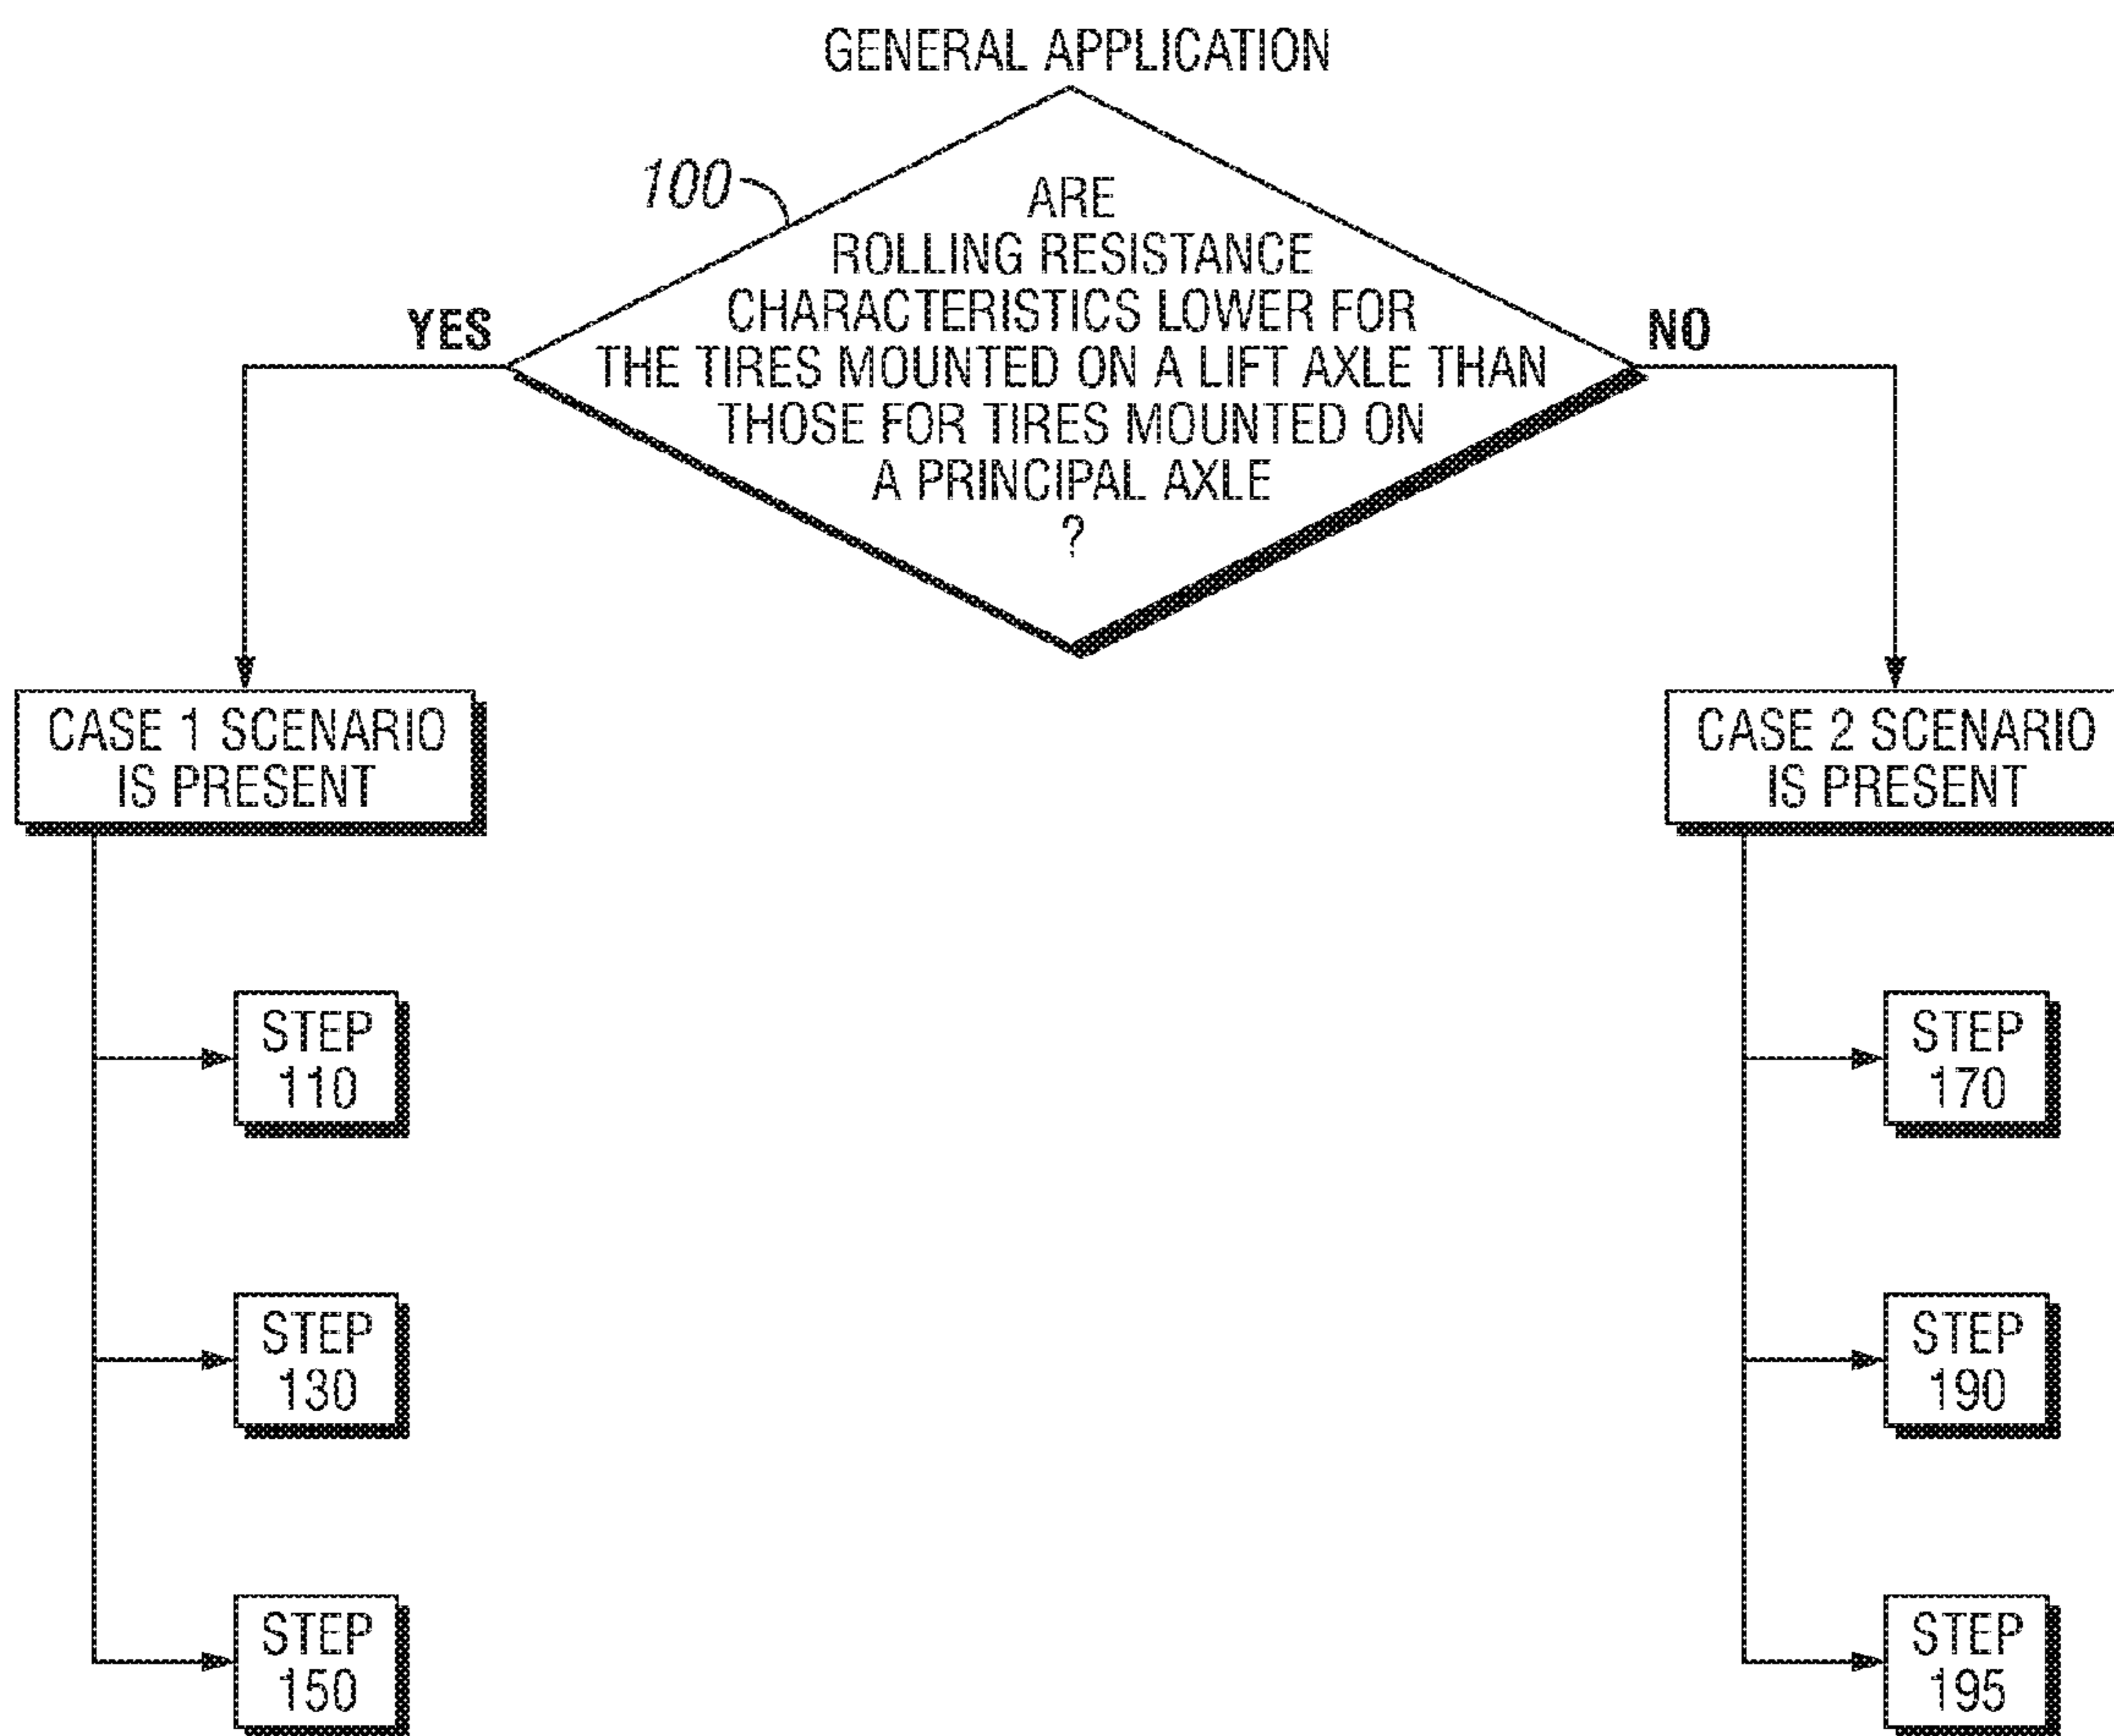 GENERAL APPLICATION
100
ARE
ROLLING RESISTANCE
CHARACTERISTICS LOWER FOR
THE TIRES MOUNTED ON A LIFT AXLE THAN
THOSE FOR TIRES MOUNTED ON
A PRINCIPAL AXLE
?
YES
NO
CASE 1 SCENARIO
IS PRESENT
CASE 2 SCENARIO
IS PRESENT
STEP
110
STEP
170
STEP
130
STEP
190
STEP
150
STEP
195